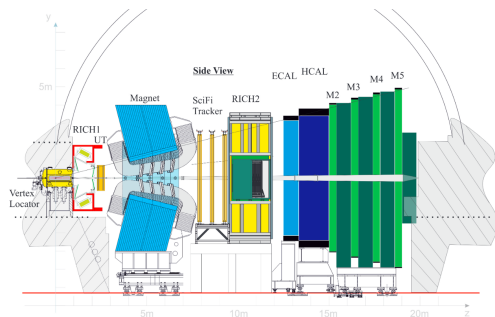 y
Side View
ECAL
HCAL
5m
Magnet
SciFi
Tracker
RICH2
M2
M3
M4
M5
RICH1
UT
Vertex
Locator
5m
10m
15m
20m
z